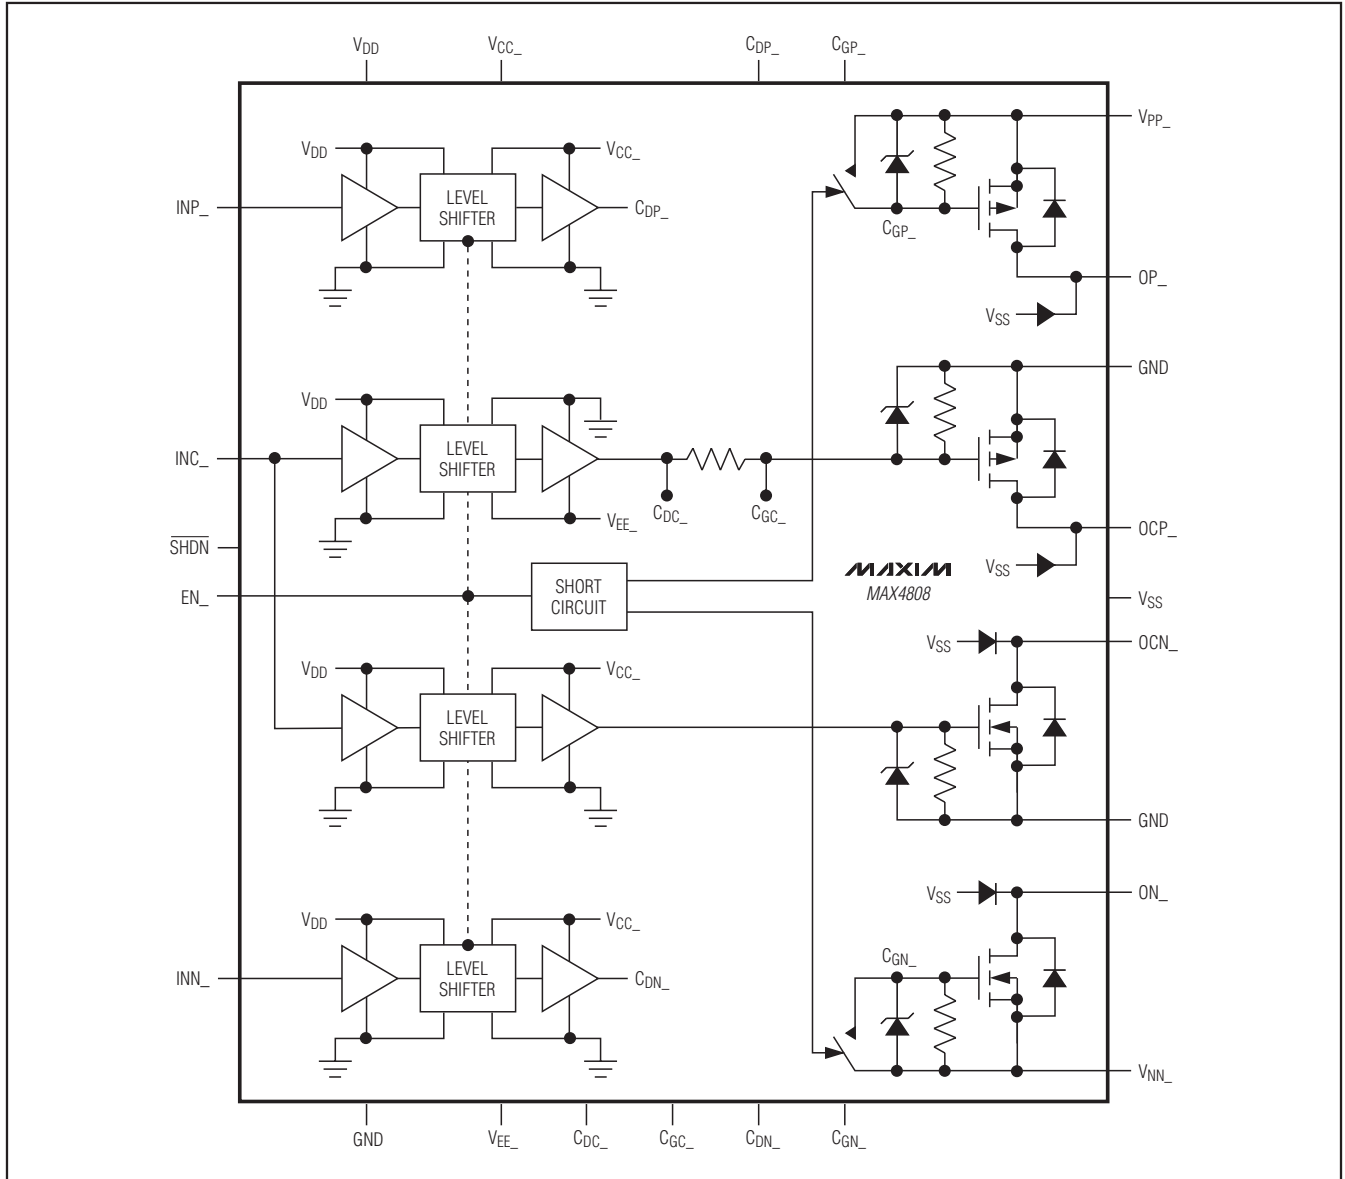 VDD VCC_ CDP_ CGP_
VPP_
VDD VCC_
LEVEL
SHIFTER
INP_ CDP_
CGP_
OP_
VSS
GND
VDD
LEVEL
SHIFTER
INC_
VEE_ CDC_ CGC_
OCP_
SHDN
VSS
MAXIM
MAX4808
SHORT
CIRCUIT
EN_
VSS
VSS OCN_
VDD VCC_
LEVEL
SHIFTER
GND
VSS ON_
VDD VCC_
LEVEL
SHIFTER
CGN_
INN_ CDN_
VNN_
GND VEE_ CDC_ CGC_ CDN_ CGN_